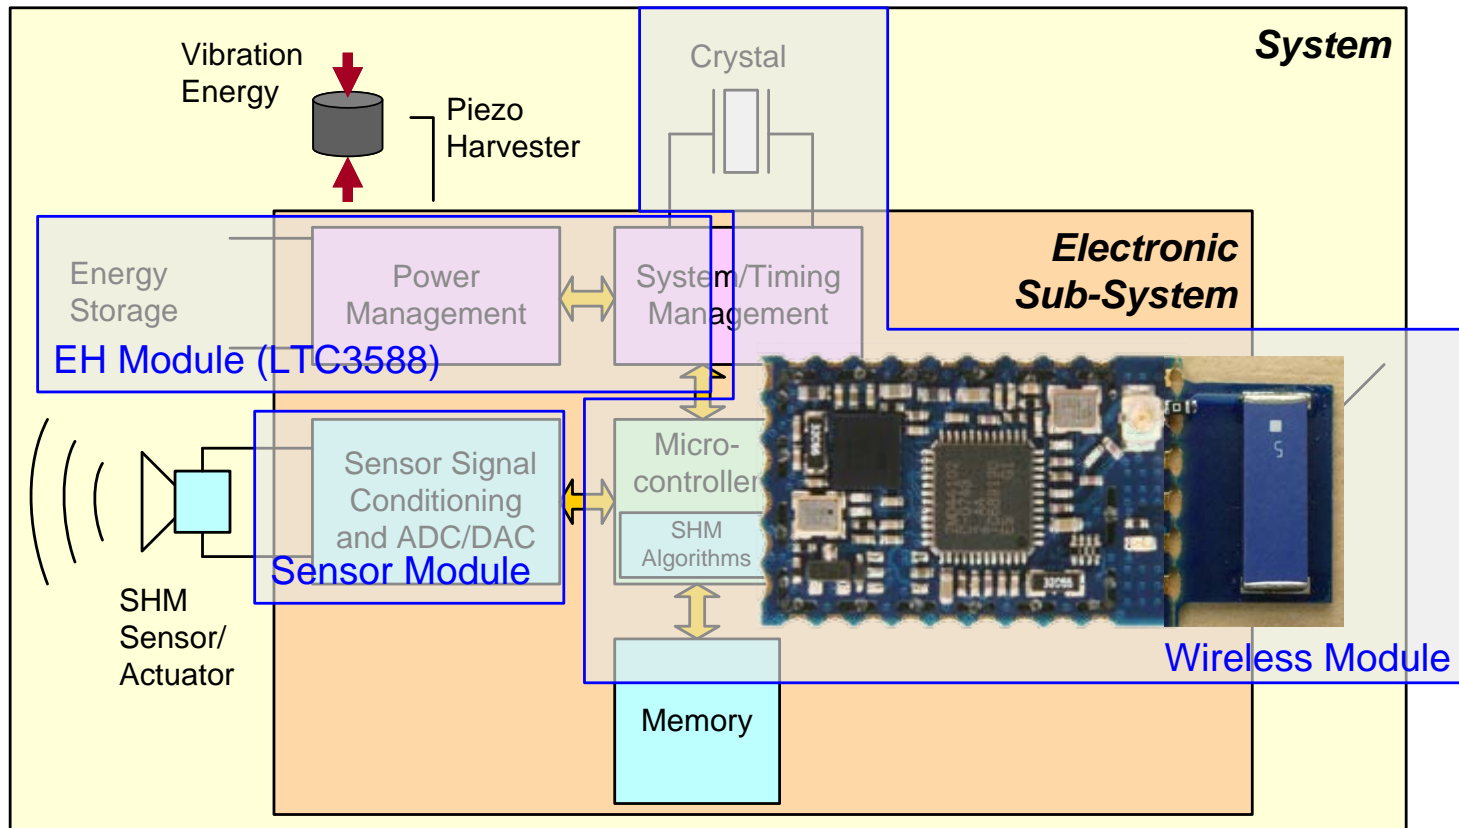 System
Vibration
Energy
Piezo
Harvester
Crystal
Electronic
Sub-System
Energy
Storage
Power
Management
System/Timing
Management
EH Module (LTC3588)
Sensor Signal
Conditioning
and ADC/DAC
Sensor Module
Micro-
controller
SHM
Algorithms
SHM
Sensor/
Actuator
Wireless Module
Memory